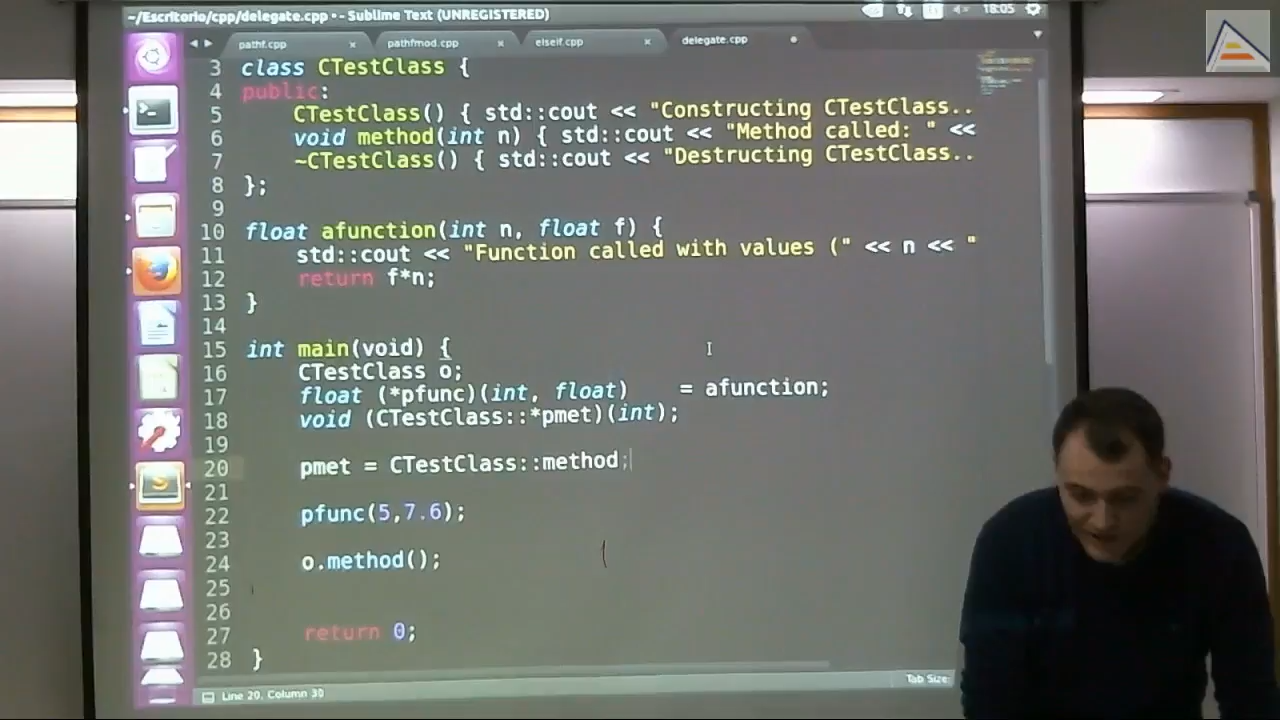 ~/Escritorio/cpp/delegate.cpp • - Sublime Text (UNREGISTERED)
18:05
pathf.cpp
pathfmod.cpp
elseif.cpp
delegate.cpp
3 class CTestClass {
4 public:
5 CTestClass() { std::cout << "Constructing CTestClass..
6 void method(int n) { std::cout << "Method called: " <<
7 ~CTestClass() { std::cout << "Destructing CTestClass..
8 };
9
10 float afunction(int n, float f) {
11 std::cout << "Function called with values (" << n << "
12 return f*n;
13 }
14
15 int main(void) {
16 CTestClass o;
17 float (*pfunc)(int, float) = afunction;
18 void (CTestClass::*pmet)(int);
19
20 pmet = CTestClass::method;
21
22 pfunc(5,7.6);
23
24 o.method();
25
26
27 return 0;
28 }
Line 20, Column 30
Tab Size: